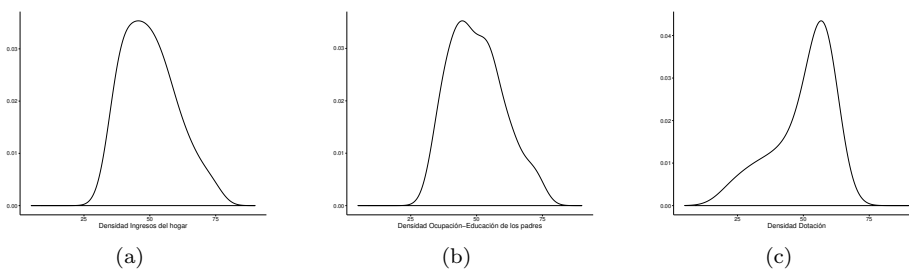 0.03
0.02
0.01
0.00
25 50 75
Densidad Ingresos del hogar
(a)
0.03
0.02
0.01
0.00
25 50 75
Densidad Ocupación−Educación de los padres
(b)
0.04
0.03
0.02
0.01
0.00
25 50 75
Densidad Dotación
(c)